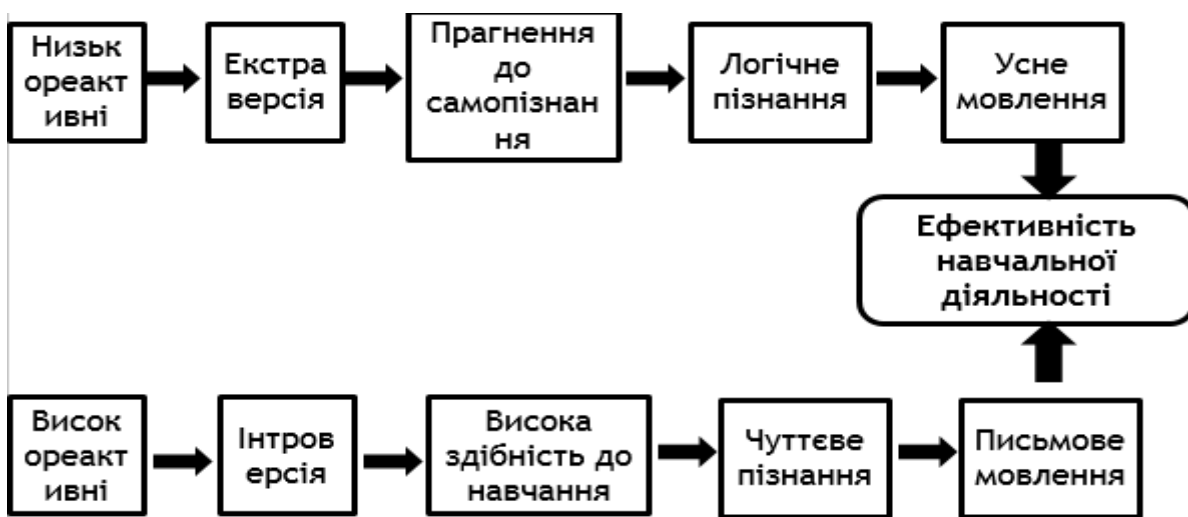 Низьк
ореакт
ивні
Екстра
версія
Прагнення
до
самопізнан
ня
Логічне
пізнання
Усне
мовлення
Ефективність
навчальної
діяльності
Висок
ореакт
ивні
Інтров
ерсія
Висока
здібність до
навчання
Чуттєве
пізнання
Письмове
мовлення